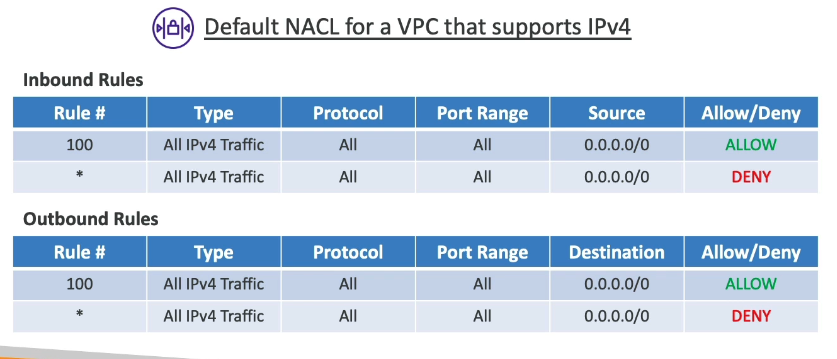 Default NACL for a VPC that supports IPv4
Inbound Rules
Rule # Type Protocol Port Range Source Allow/Deny
100 All IPv4 Traffic All All 0.0.0.0/0 ALLOW
* All IPv4 Traffic All All 0.0.0.0/0 DENY
Outbound Rules
Rule # Type Protocol Port Range Destination Allow/Deny
100 All IPv4 Traffic All All 0.0.0.0/0 ALLOW
* All IPv4 Traffic All All 0.0.0.0/0 DENY